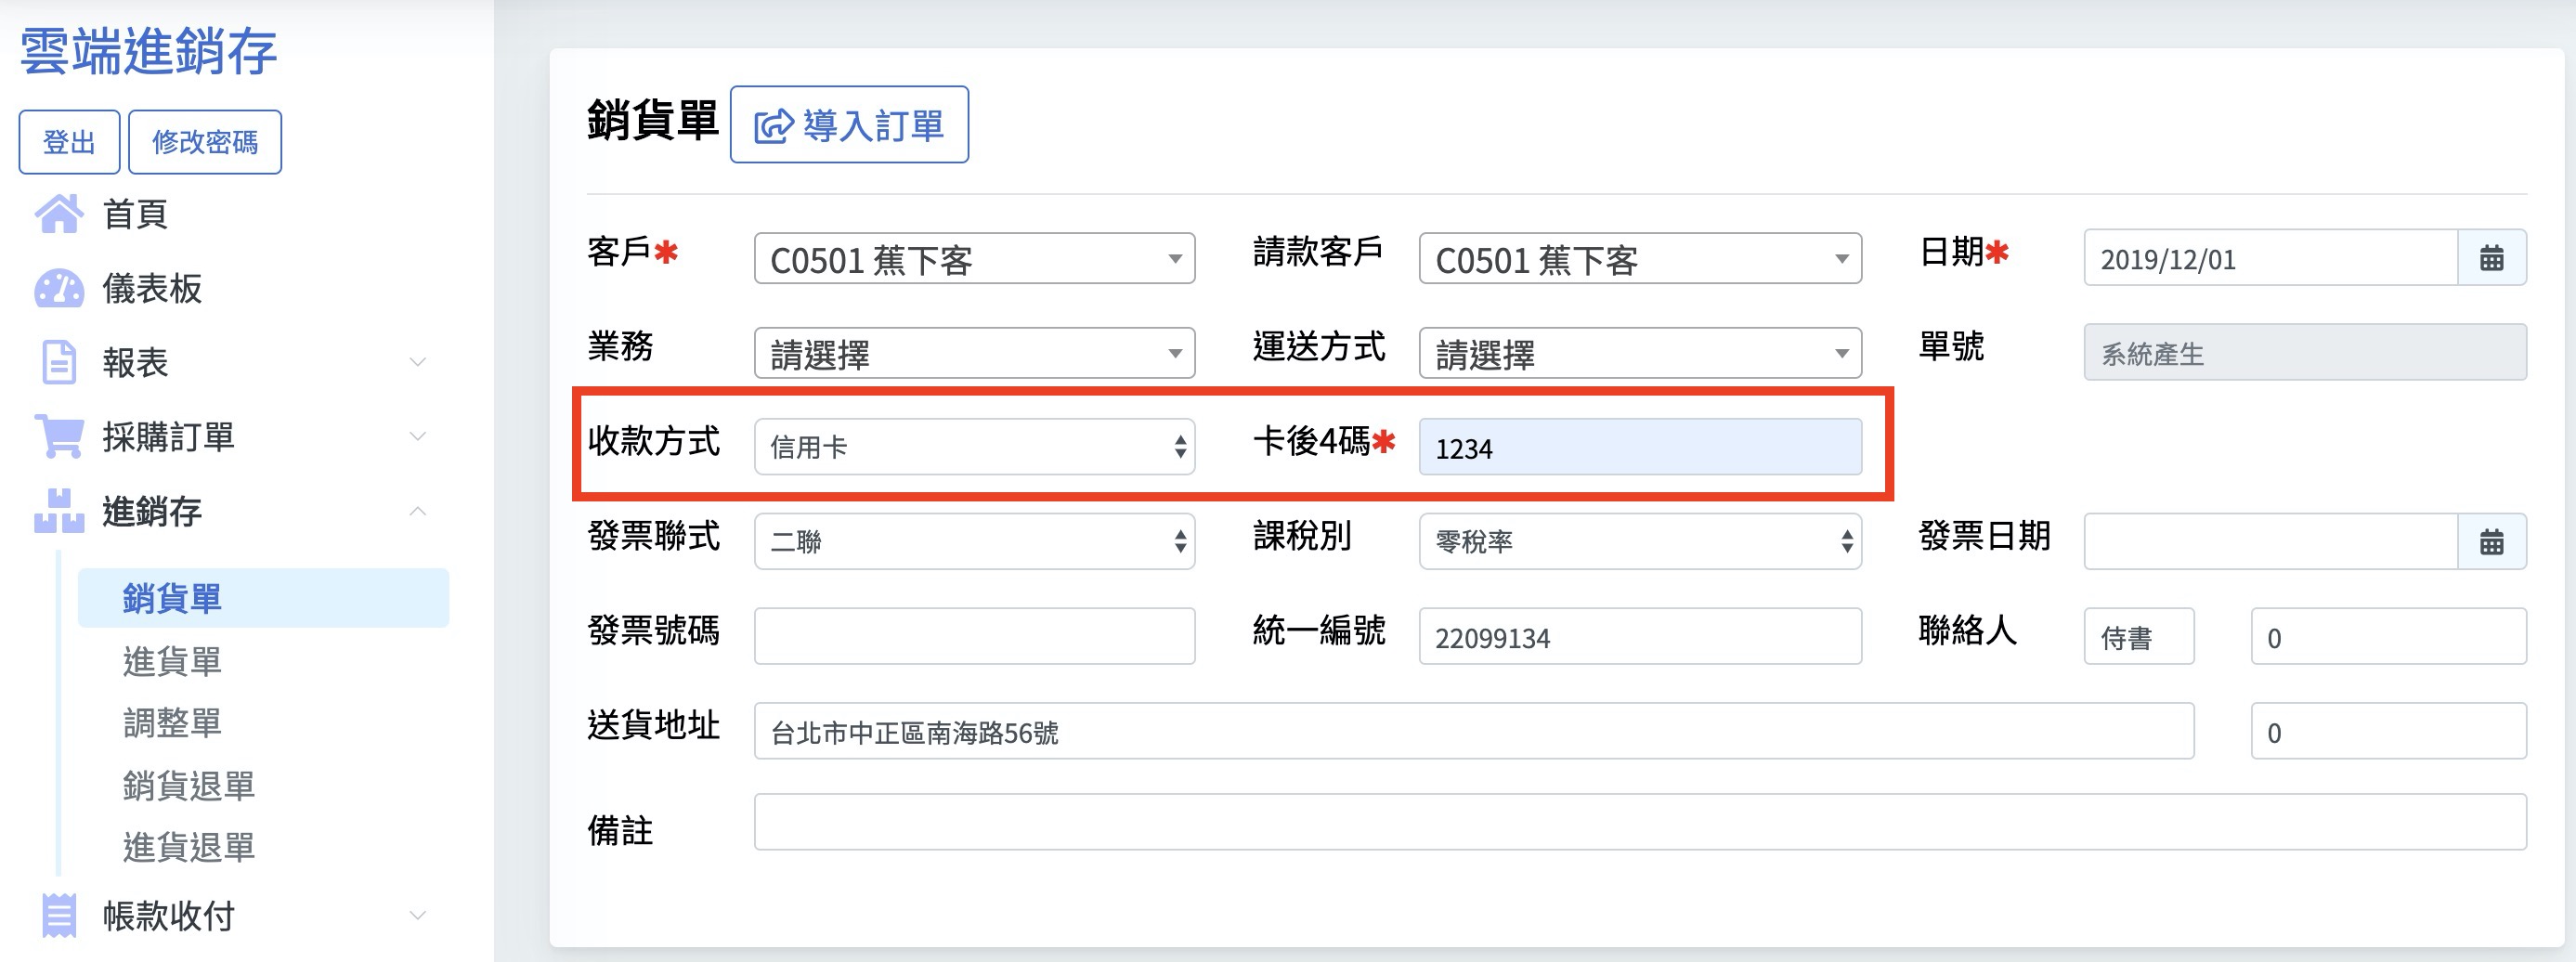 雲端進銷存
登出 修改密碼
首頁
儀表板
報表
採購訂單
進銷存
銷貨單
進貨單
調整單
銷貨退單
進貨退單
帳款收付
銷貨單 導入訂單
客戶* C0501 蕉下客 請款客戶 C0501 蕉下客 日期* 2019/12/01
業務 請選擇 運送方式 請選擇 單號 系統產生
收款方式 信用卡 卡後4碼* 1234
發票聯式 二聯 課稅別 零稅率 發票日期
發票號碼 統一編號 22099134 聯絡人 侍書 0
送貨地址 台北市中正區南海路56號 0
備註